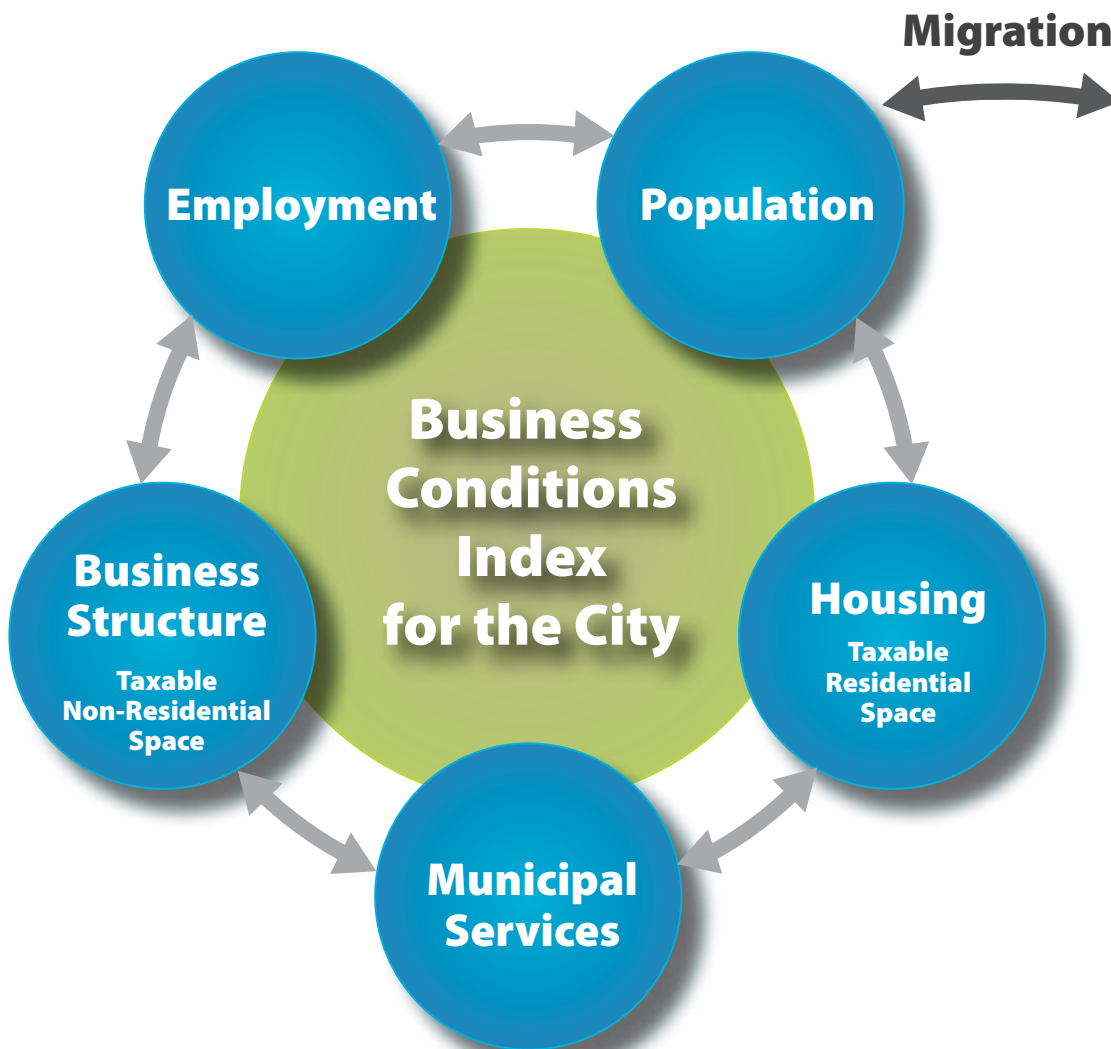 Migration
Employment
Population
Business
Conditions
Index
for the City
Business
Structure
Taxable
Non-Residential
Space
Housing
Taxable
Residential
Space
Municipal
Services